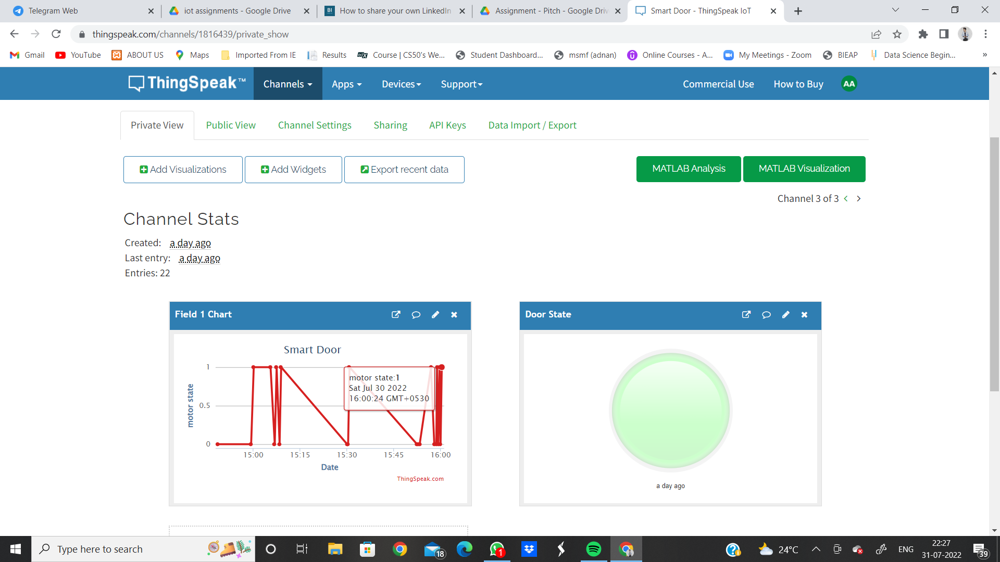 Telegram Web
iot assignments - Google Drive
How to share your own LinkedIn
Assignment - Pitch - Google Driv
Smart Door - ThingSpeak IoT
thingspeak.com/channels/1816439/private_show
Gmail
YouTube
ABOUT US
Maps
Imported From IE
Results
Course | CS50's We...
Student Dashboard...
msmf (adnan)
Online Courses - A...
My Meetings - Zoom
BIEAP
Data Science Begin...
»
ThingSpeak™
Channels
Apps
Devices
Support
Commercial Use
How to Buy
AA
Private View
Public View
Channel Settings
Sharing
API Keys
Data Import / Export
Add Visualizations
Add Widgets
Export recent data
MATLAB Analysis
MATLAB Visualization
Channel 3 of 3 < >
Channel Stats
Created: a day ago
Last entry: a day ago
Entries: 22
Field 1 Chart
Smart Door
motor state
1
0.5
0
motor state:1
Sat Jul 30 2022
16:00:24 GMT+0530
15:00
15:15
15:30
15:45
16:00
Date
ThingSpeak.com
Door State
a day ago
Type here to search
18
1
24°C
ENG
22:27
31-07-2022
39